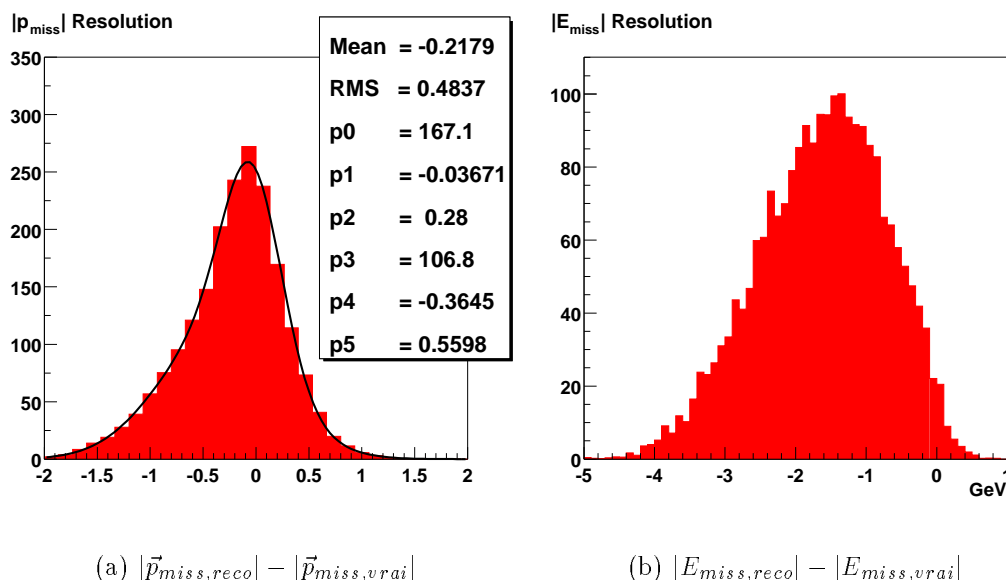 |p_miss| Resolution
350
300
250
200
150
100
50
0
-2 -1.5 -1 -0.5 0 0.5 1 1.5 2
Mean = -0.2179
RMS = 0.4837
p0 = 167.1
p1 = -0.03671
p2 = 0.28
p3 = 106.8
p4 = -0.3645
p5 = 0.5598
|E_miss| Resolution
100
80
60
40
20
0
-5 -4 -3 -2 -1 0 1
GeV
(a) |p⃗_miss,reco| − |p⃗_miss,vrai|
(b) |E_miss,reco| − |E_miss,vrai|